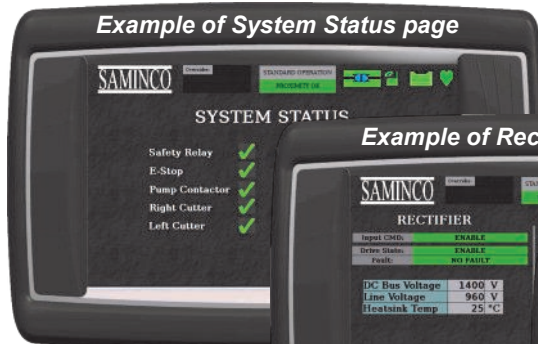 Example of System Status page
SAMINCO
Override:
STANDARD OPERATION
PROXIMITY OK
SYSTEM STATUS
Safety Relay
E-Stop
Pump Contactor
Right Cutter
Left Cutter
Example of Rec
SAMINCO
Override:
STAN
RECTIFIER
Input CMD: ENABLE
Drive State: ENABLE
Fault: NO FAULT
DC Bus Voltage 1400 V
Line Voltage 960 V
Heatsink Temp 25 °C